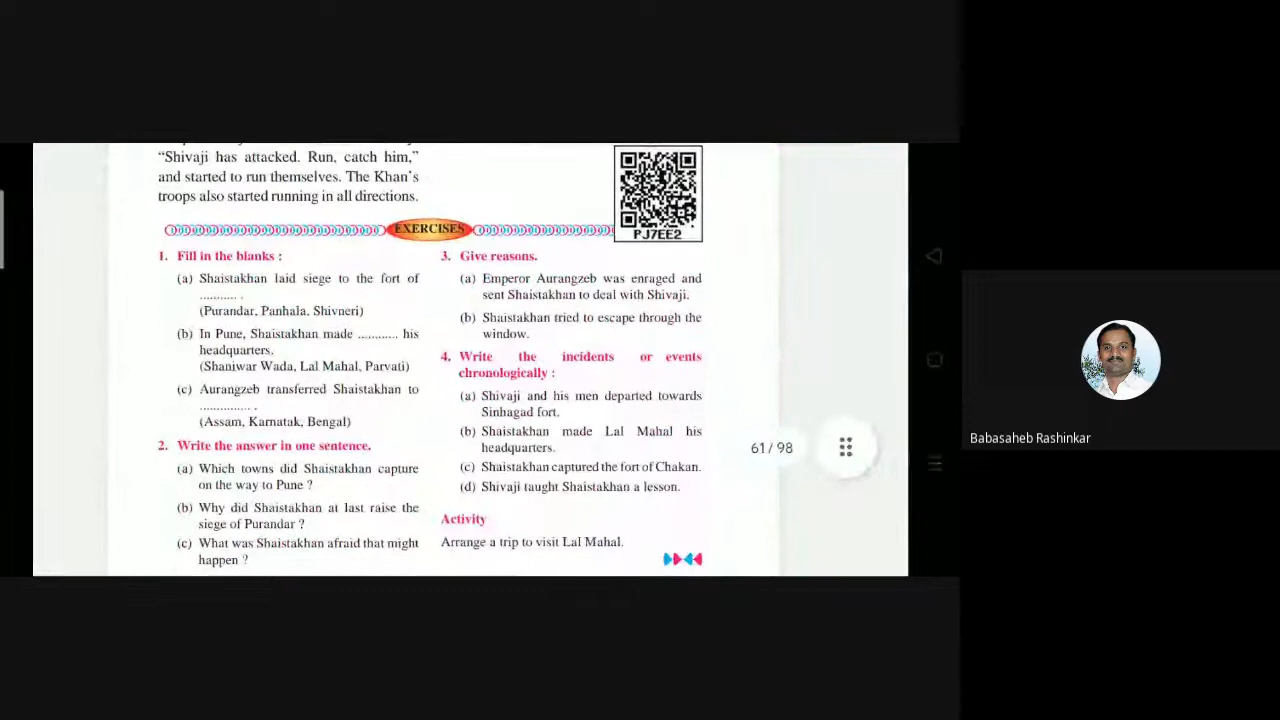 “Shivaji has attacked. Run, catch him,”
and started to run themselves. The Khan's
troops also started running in all directions.
PJ7EE2
EXERCISES
1. Fill in the blanks :
(a) Shaistakhan laid siege to the fort of
........... .
(Purandar, Panhala, Shivneri)
(b) In Pune, Shaistakhan made ............ his
headquarters.
(Shaniwar Wada, Lal Mahal, Parvati)
(c) Aurangzeb transferred Shaistakhan to
............... .
(Assam, Karnatak, Bengal)
2. Write the answer in one sentence.
(a) Which towns did Shaistakhan capture
on the way to Pune ?
(b) Why did Shaistakhan at last raise the
siege of Purandar ?
(c) What was Shaistakhan afraid that might
happen ?
3. Give reasons.
(a) Emperor Aurangzeb was enraged and
sent Shaistakhan to deal with Shivaji.
(b) Shaistakhan tried to escape through the
window.
4. Write the incidents or events
chronologically :
(a) Shivaji and his men departed towards
Sinhagad fort.
(b) Shaistakhan made Lal Mahal his
headquarters.
(c) Shaistakhan captured the fort of Chakan.
(d) Shivaji taught Shaistakhan a lesson.
Activity
Arrange a trip to visit Lal Mahal.
61 / 98
Babasaheb Rashinkar